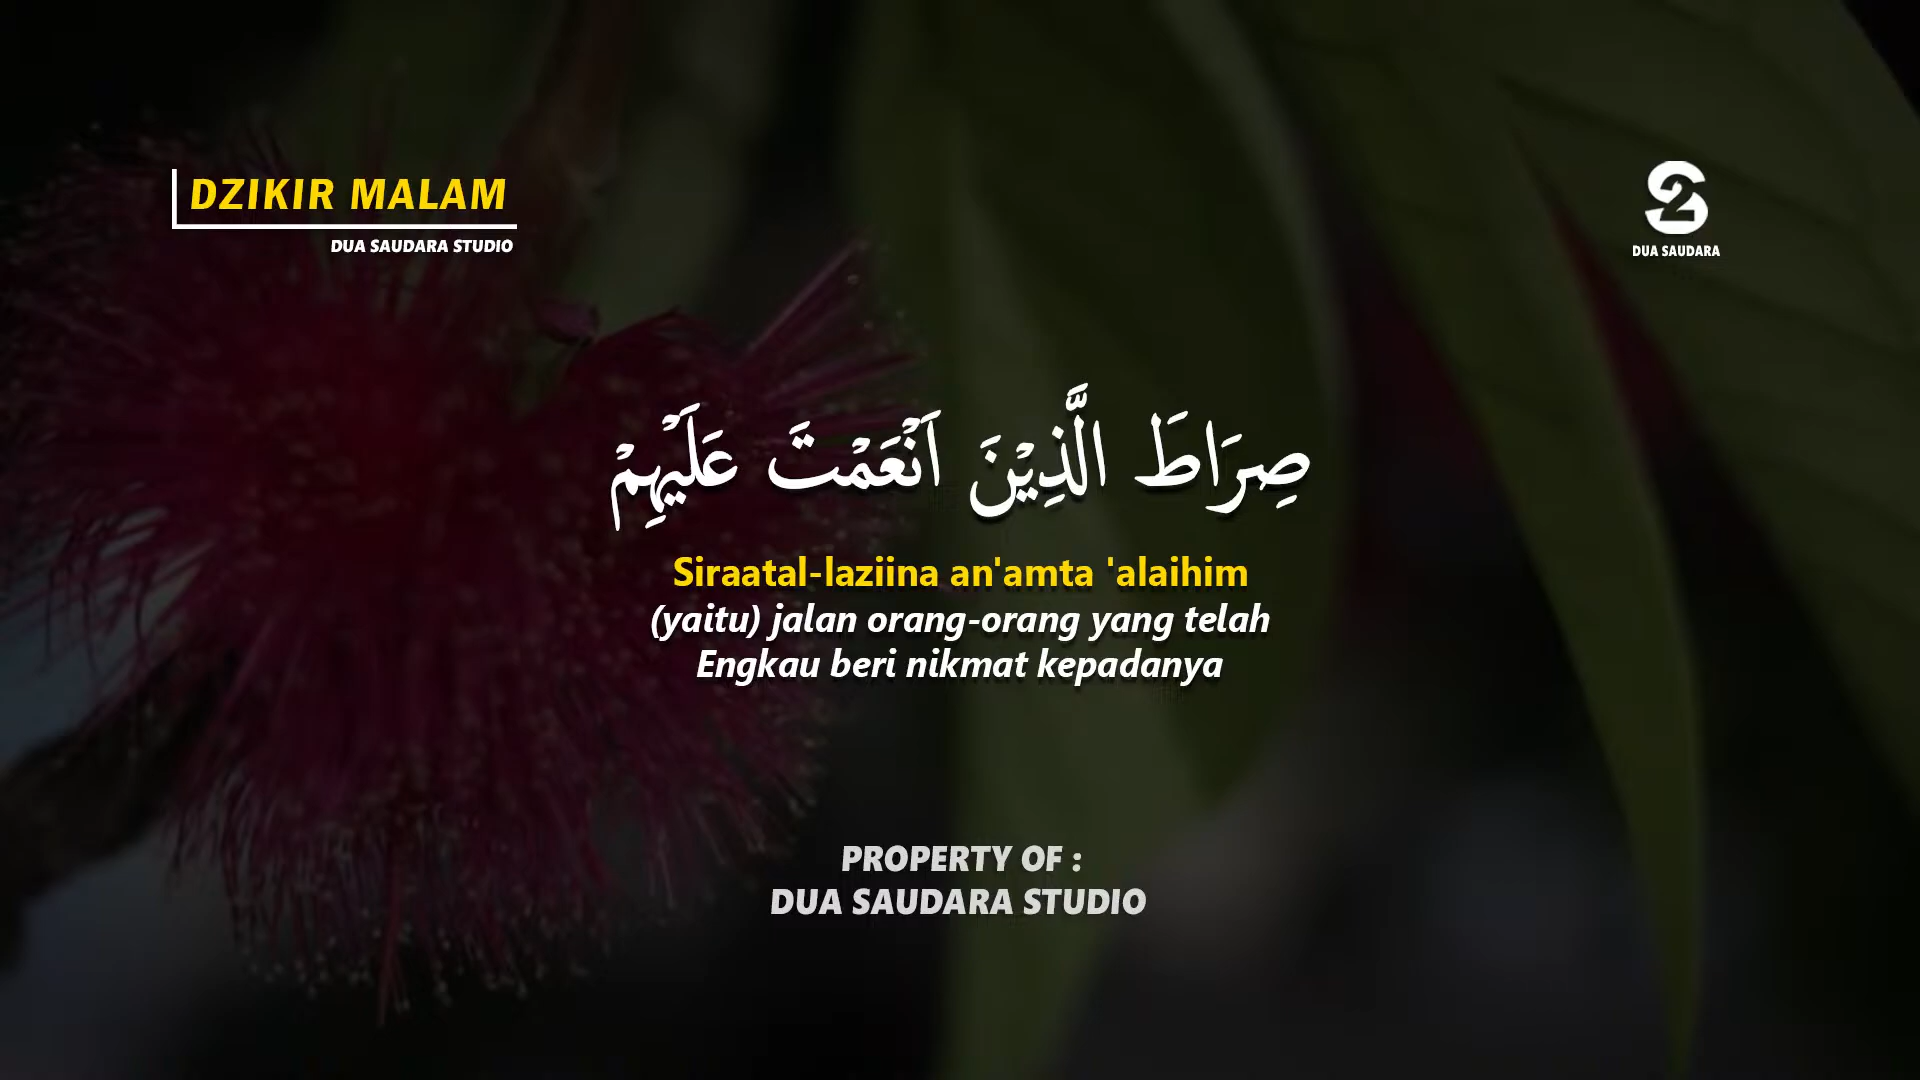 DZIKIR MALAM
DUA SAUDARA STUDIO
S2
DUA SAUDARA
صِرَاطَ الَّذِيْنَ اَنْعَمْتَ عَلَيْهِمْ
Siraatal-laziina an'amta 'alaihim
(yaitu) jalan orang-orang yang telah
Engkau beri nikmat kepadanya
PROPERTY OF :
DUA SAUDARA STUDIO